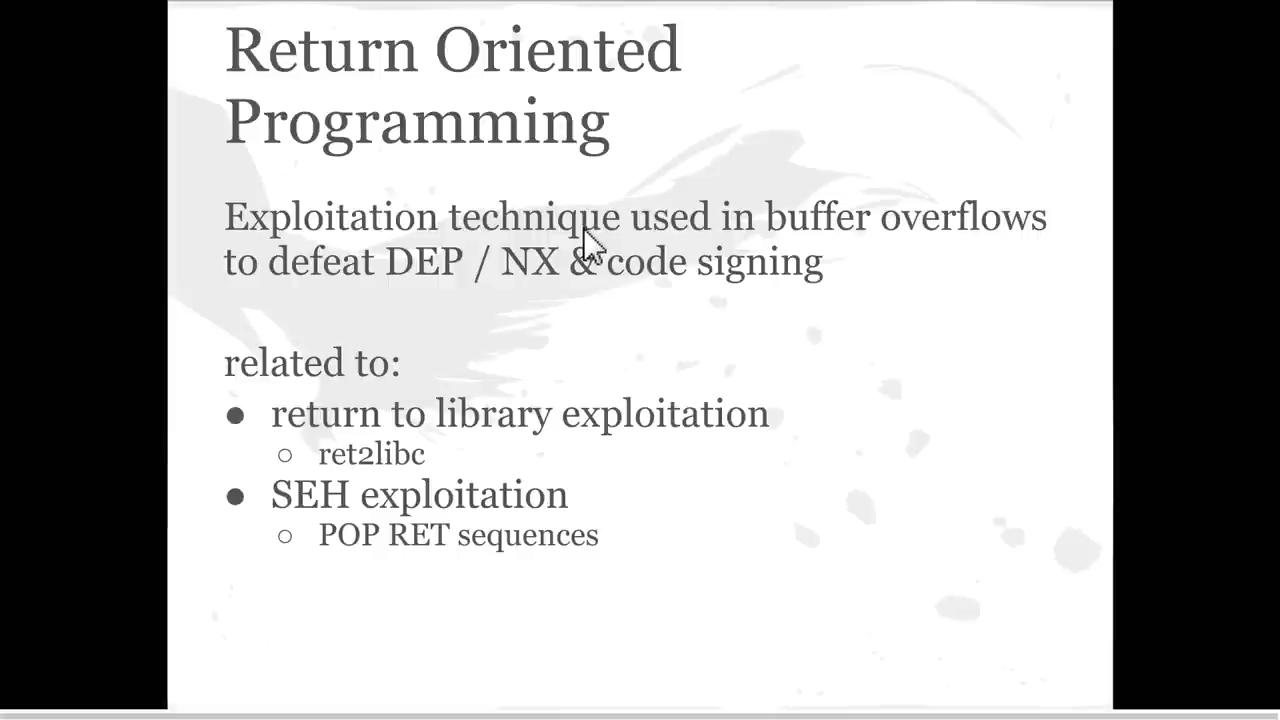 Return Oriented
Programming
Exploitation technique used in buffer overflows
to defeat DEP / NX & code signing
related to:
● return to library exploitation
○ ret2libc
● SEH exploitation
○ POP RET sequences